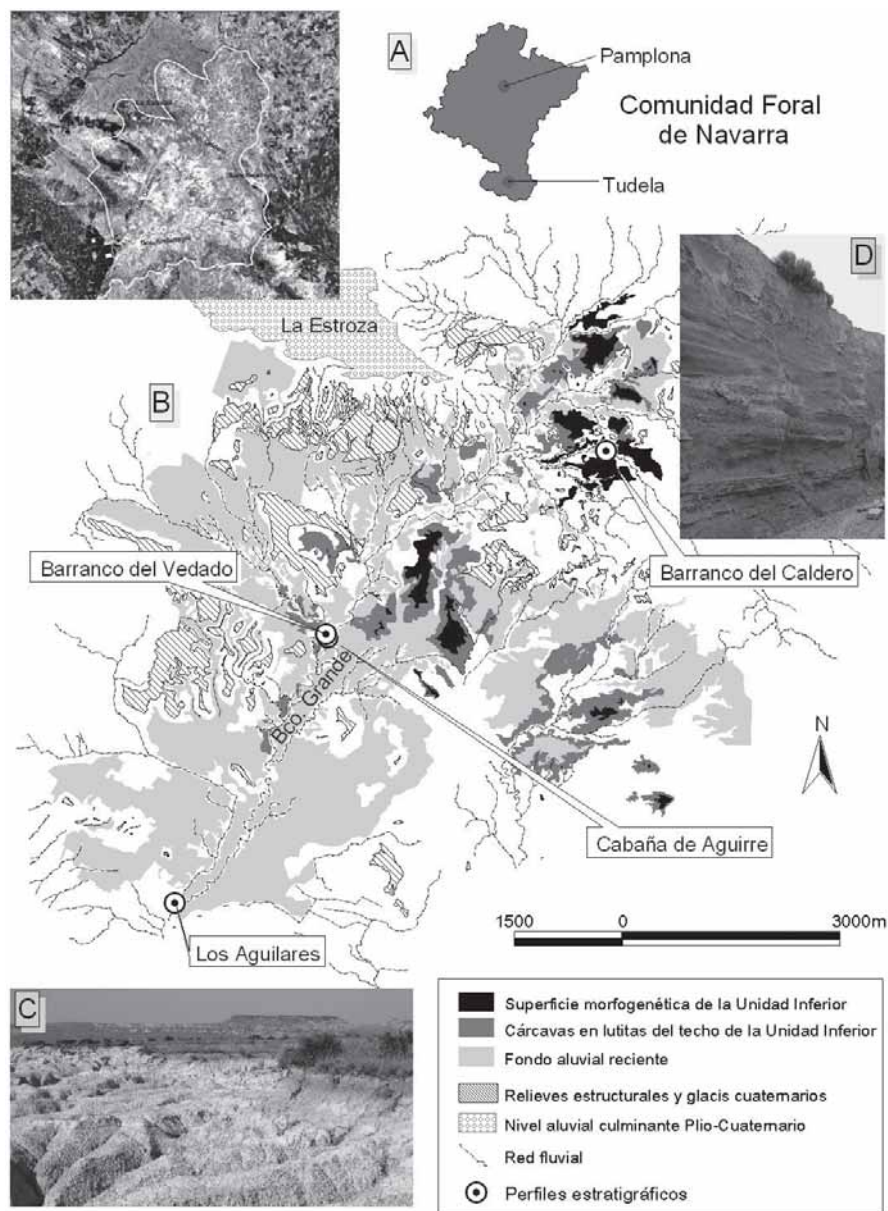 A
Pamplona
Comunidad Foral
de Navarra
Tudela
La Estroza
D
B
Barranco del Vedado
Barranco del Caldero
Bco. Grande
N
Cabaña de Aguirre
1500 0 3000m
Los Aguilares
C
Superficie morfogenética de la Unidad Inferior
Cárcavas en lutitas del techo de la Unidad Inferior
Fondo aluvial reciente
Relieves estructurales y glacis cuaternarios
Nivel aluvial culminante Plio-Cuaternario
Red fluvial
Perfiles estratigráficos